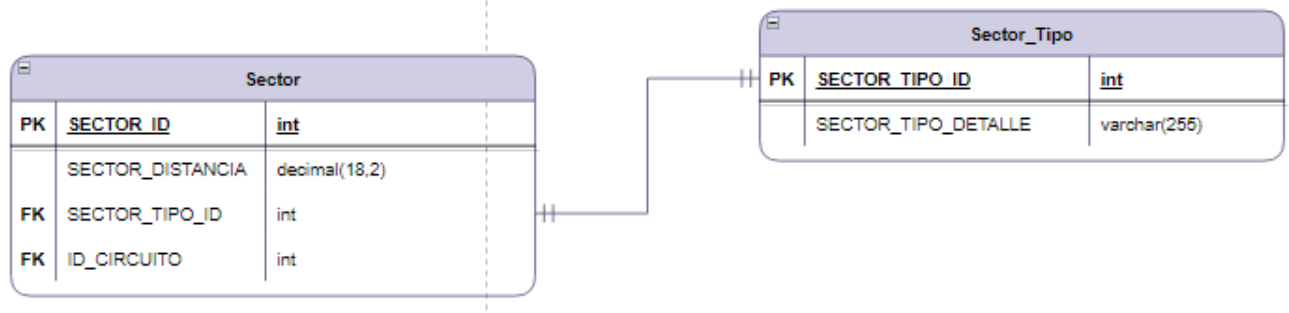 Sector
PK SECTOR_ID int
SECTOR_DISTANCIA decimal(18,2)
FK SECTOR_TIPO_ID int
FK ID_CIRCUITO int
Sector_Tipo
PK SECTOR_TIPO_ID int
SECTOR_TIPO_DETALLE varchar(255)